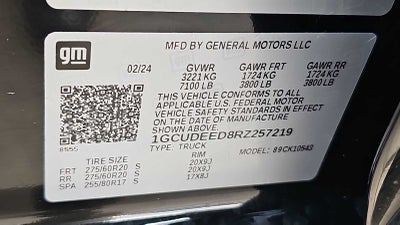 gm
MFD BY GENERAL MOTORS LLC
02/24 GVWR GAWR FRT GAWR RR
3221 KG 1724 KG 1724 KG
7100 LB 3800 LB 3800 LB
THIS VEHICLE CONFORMS TO ALL
APPLICABLE U.S. FEDERAL MOTOR
VEHICLE SAFETY STANDARDS IN EFFECT
ON THE DATE OF MANUFACTURE SHOWN ABOVE.
1GCUDEED8RZ257219
TYPE: TRUCK MODEL: 89CK10543
TIRE SIZE RIM
FRT 275/60R20 S 20X9J
RR 275/60R20 S 20X9J
SPA 255/80R17 S 17X8J